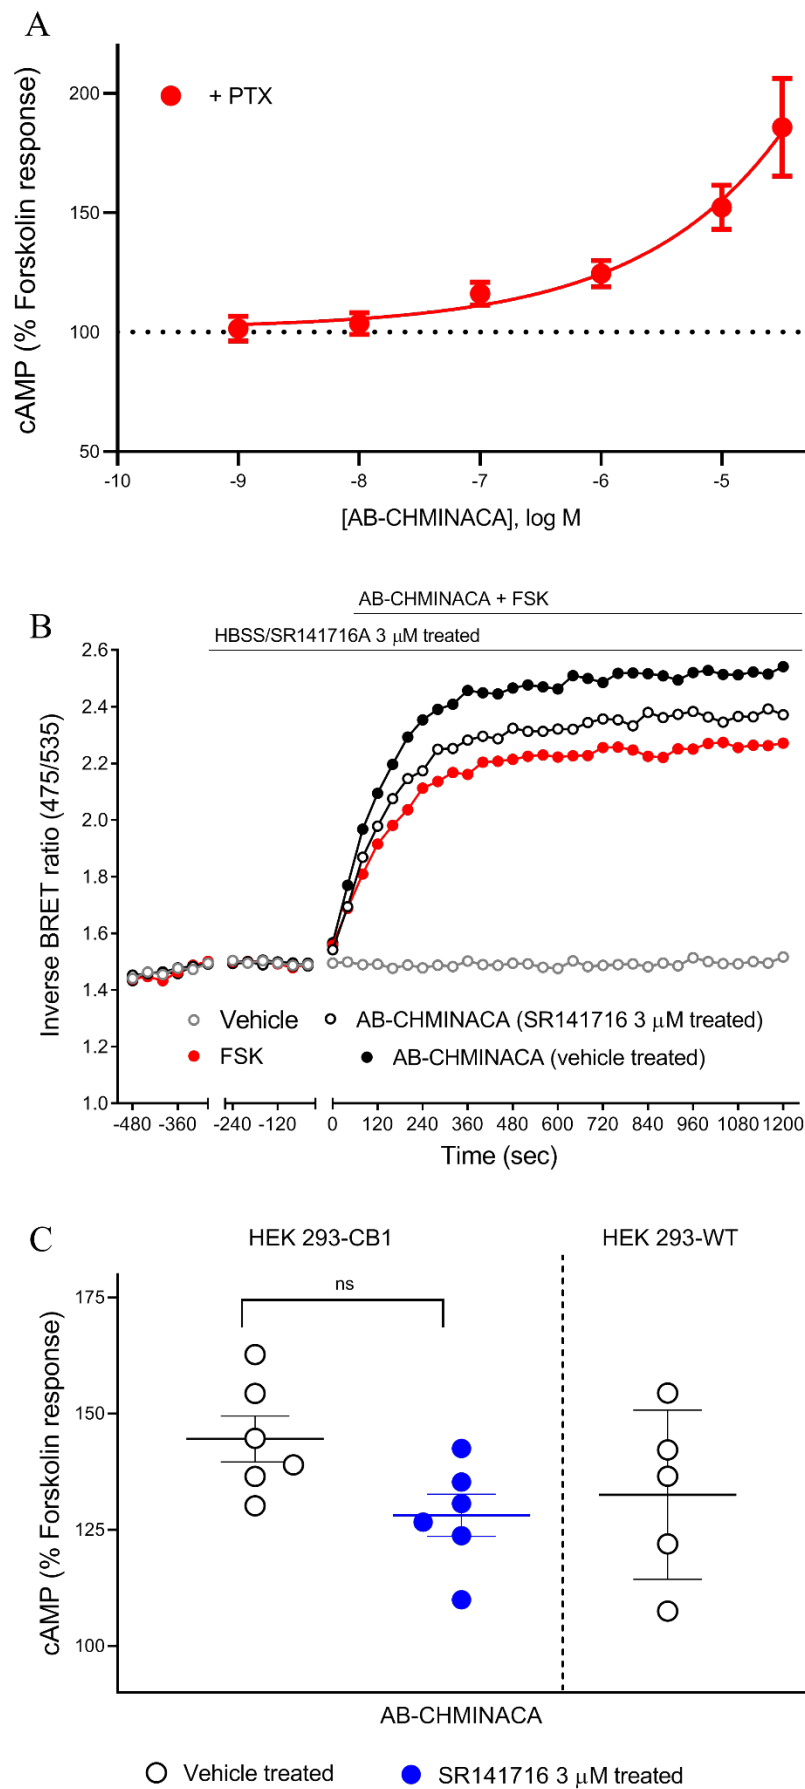 A
cAMP (% Forskolin response)
200
150
100
50
+ PTX
-10 -9 -8 -7 -6 -5
[AB-CHMINACA], log M
B
AB-CHMINACA + FSK
HBSS/SR141716A 3 μM treated
Inverse BRET ratio (475/535)
2.6
2.4
2.2
2.0
1.8
1.6
1.4
1.2
1.0
Vehicle
AB-CHMINACA (SR141716 3 μM treated)
FSK
AB-CHMINACA (vehicle treated)
-480 -360 -240 -120 0 120 240 360 480 600 720 840 960 1080 1200
Time (sec)
C
HEK 293-CB1
HEK 293-WT
cAMP (% Forskolin response)
175
150
125
100
ns
AB-CHMINACA
Vehicle treated
SR141716 3 μM treated